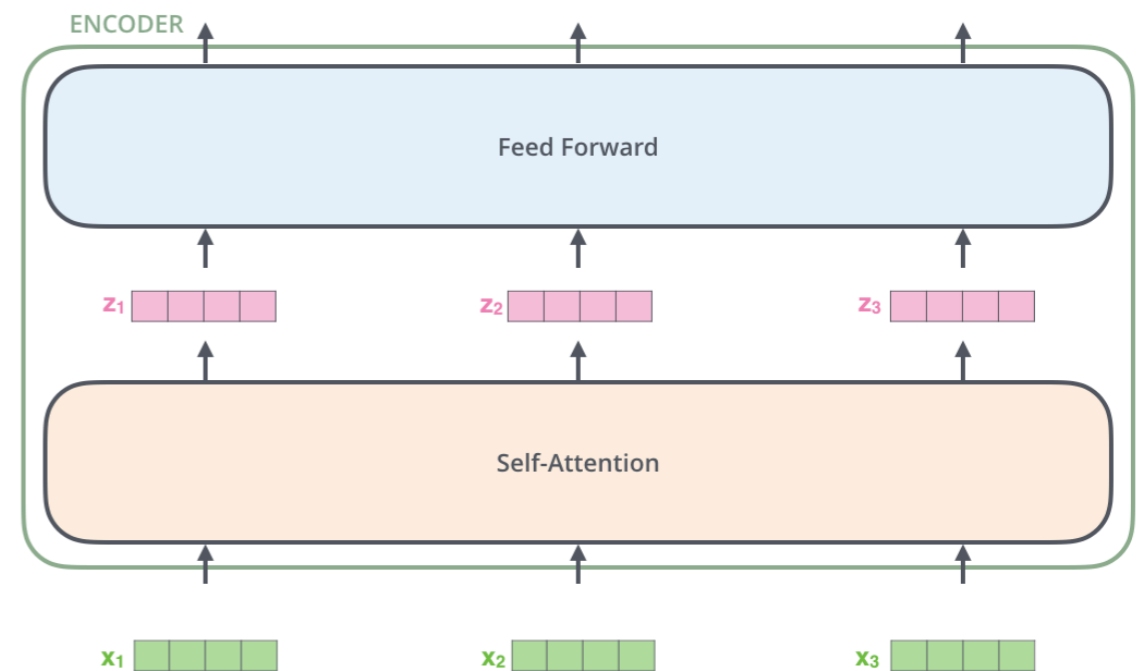 ENCODER
Feed Forward
z₁ z₂ z₃
Self-Attention
x₁ x₂ x₃